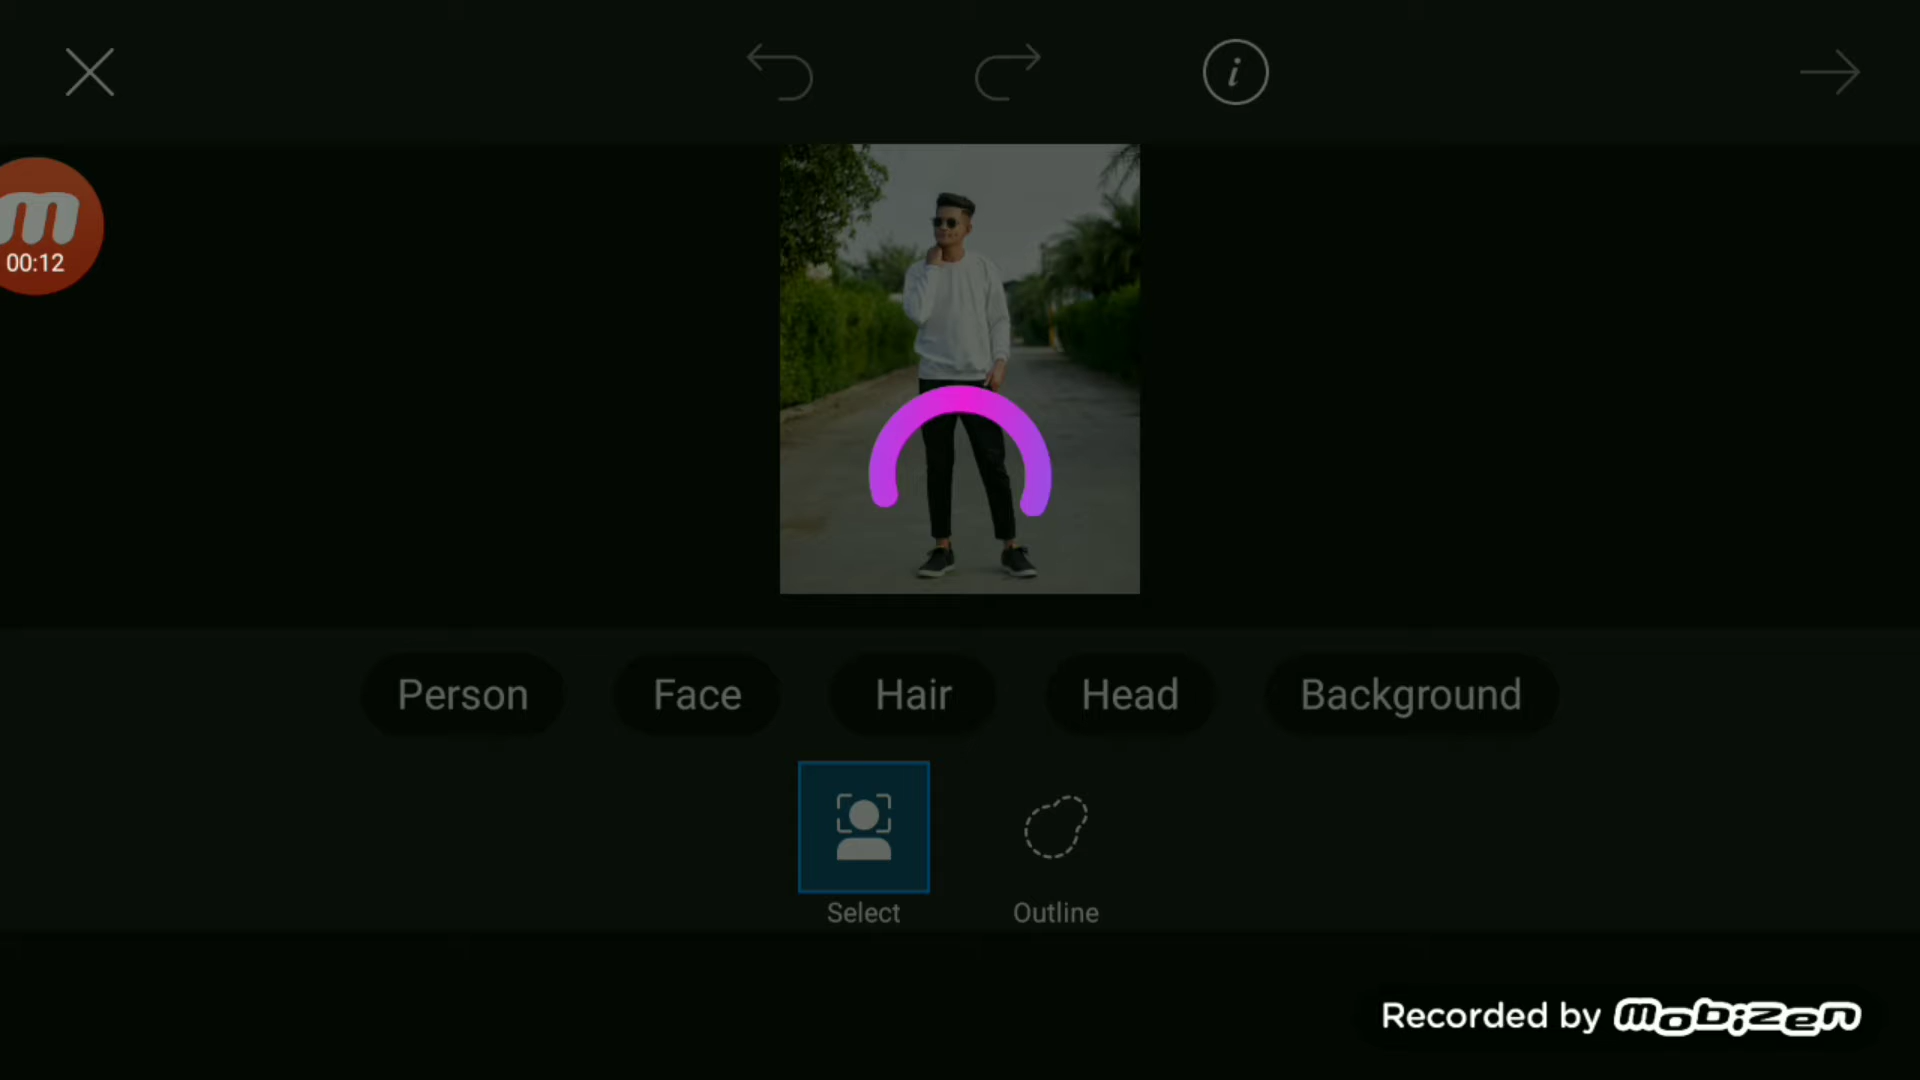 m
00:12
Person Face Hair Head Background
Select Outline
Recorded by mobizen